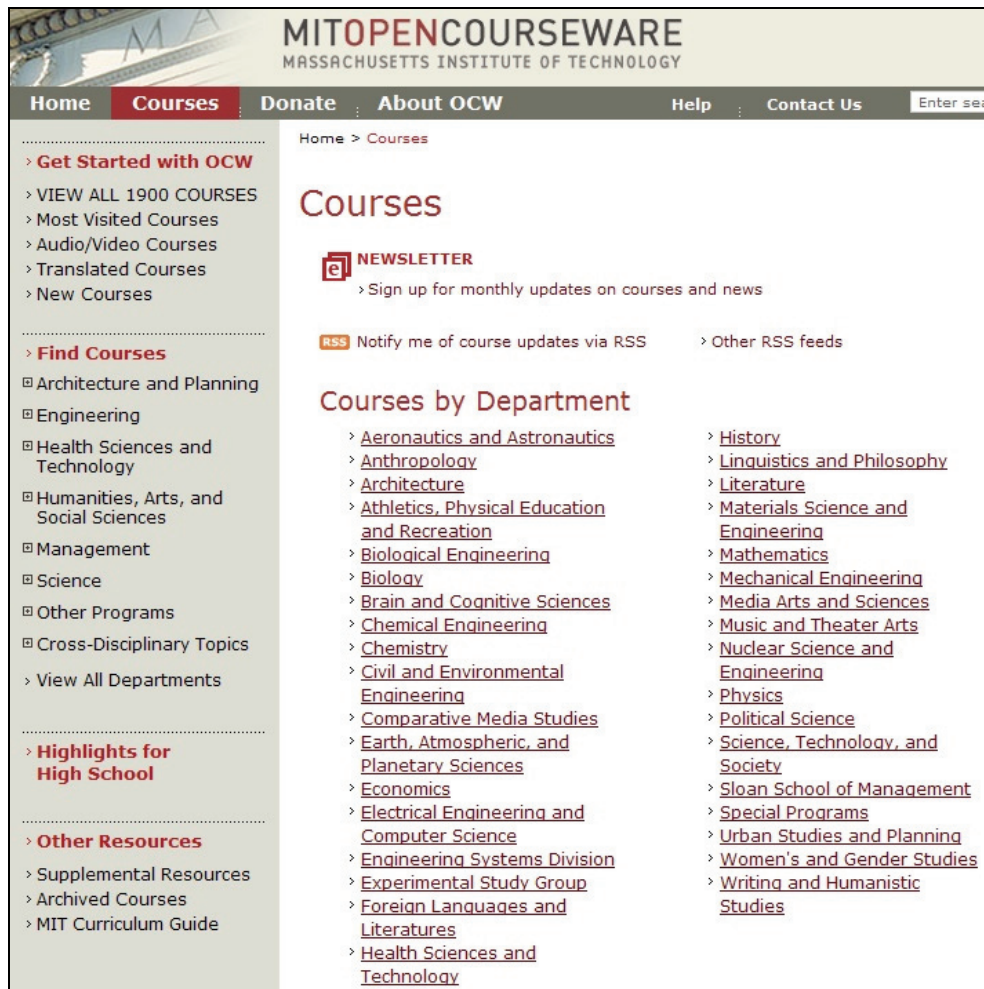 MITOPENCOURSEWARE
MASSACHUSETTS INSTITUTE OF TECHNOLOGY
Home Courses Donate About OCW Help Contact Us Enter sea
Home > Courses
› Get Started with OCW
› VIEW ALL 1900 COURSES
› Most Visited Courses
› Audio/Video Courses
› Translated Courses
› New Courses
› Find Courses
Architecture and Planning
Engineering
Health Sciences and
Technology
Humanities, Arts, and
Social Sciences
Management
Science
Other Programs
Cross-Disciplinary Topics
› View All Departments
› Highlights for
High School
› Other Resources
› Supplemental Resources
› Archived Courses
› MIT Curriculum Guide
Courses
e NEWSLETTER
› Sign up for monthly updates on courses and news
RSS Notify me of course updates via RSS › Other RSS feeds
Courses by Department
› Aeronautics and Astronautics
› Anthropology
› Architecture
› Athletics, Physical Education
and Recreation
› Biological Engineering
› Biology
› Brain and Cognitive Sciences
› Chemical Engineering
› Chemistry
› Civil and Environmental
Engineering
› Comparative Media Studies
› Earth, Atmospheric, and
Planetary Sciences
› Economics
› Electrical Engineering and
Computer Science
› Engineering Systems Division
› Experimental Study Group
› Foreign Languages and
Literatures
› Health Sciences and
Technology
› History
› Linguistics and Philosophy
› Literature
› Materials Science and
Engineering
› Mathematics
› Mechanical Engineering
› Media Arts and Sciences
› Music and Theater Arts
› Nuclear Science and
Engineering
› Physics
› Political Science
› Science, Technology, and
Society
› Sloan School of Management
› Special Programs
› Urban Studies and Planning
› Women's and Gender Studies
› Writing and Humanistic
Studies